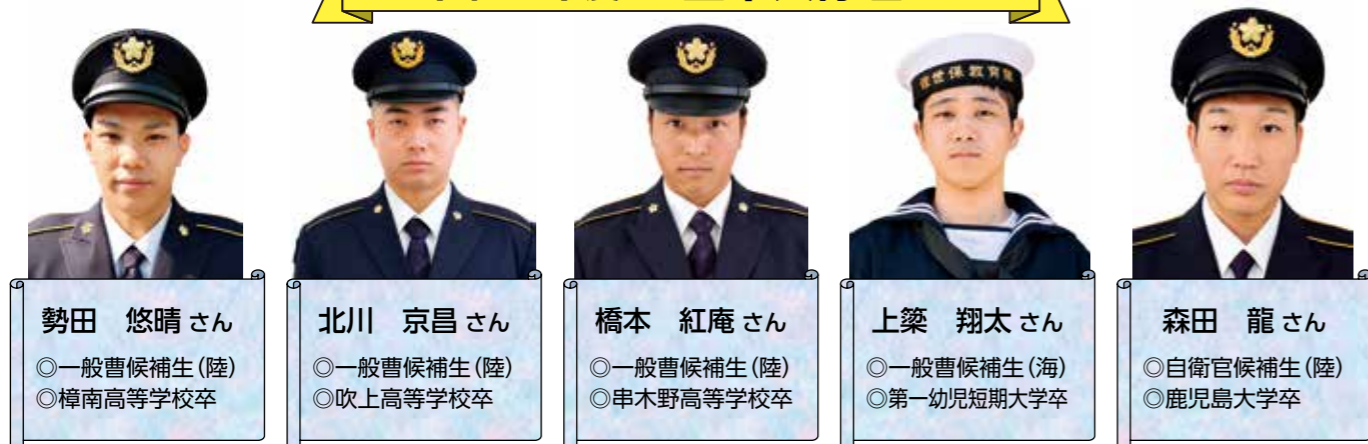 勢田 悠晴 さん
◎一般曹候補生(陸)
◎樟南高等学校卒
北川 京昌 さん
◎一般曹候補生(陸)
◎吹上高等学校卒
橋本 紅庵 さん
◎一般曹候補生(陸)
◎串木野高等学校卒
上簗 翔太 さん
◎一般曹候補生(海)
◎第一幼児短期大学卒
森田 龍 さん
◎自衛官候補生(陸)
◎鹿児島大学卒